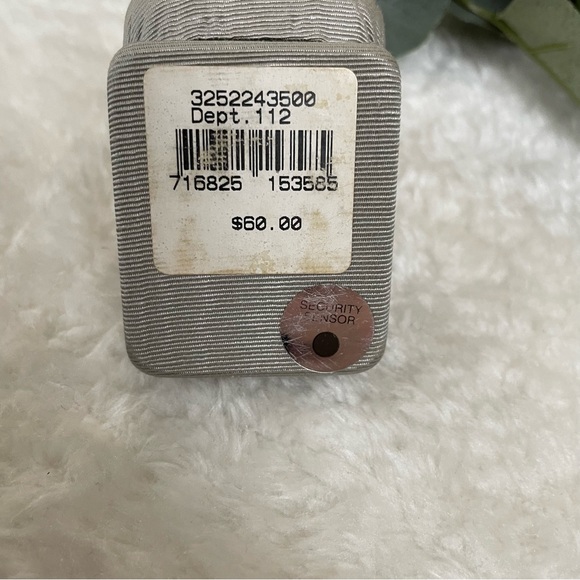 3252243500
Dept.112
716825 153585
$60.00
SECURITY
SENSOR